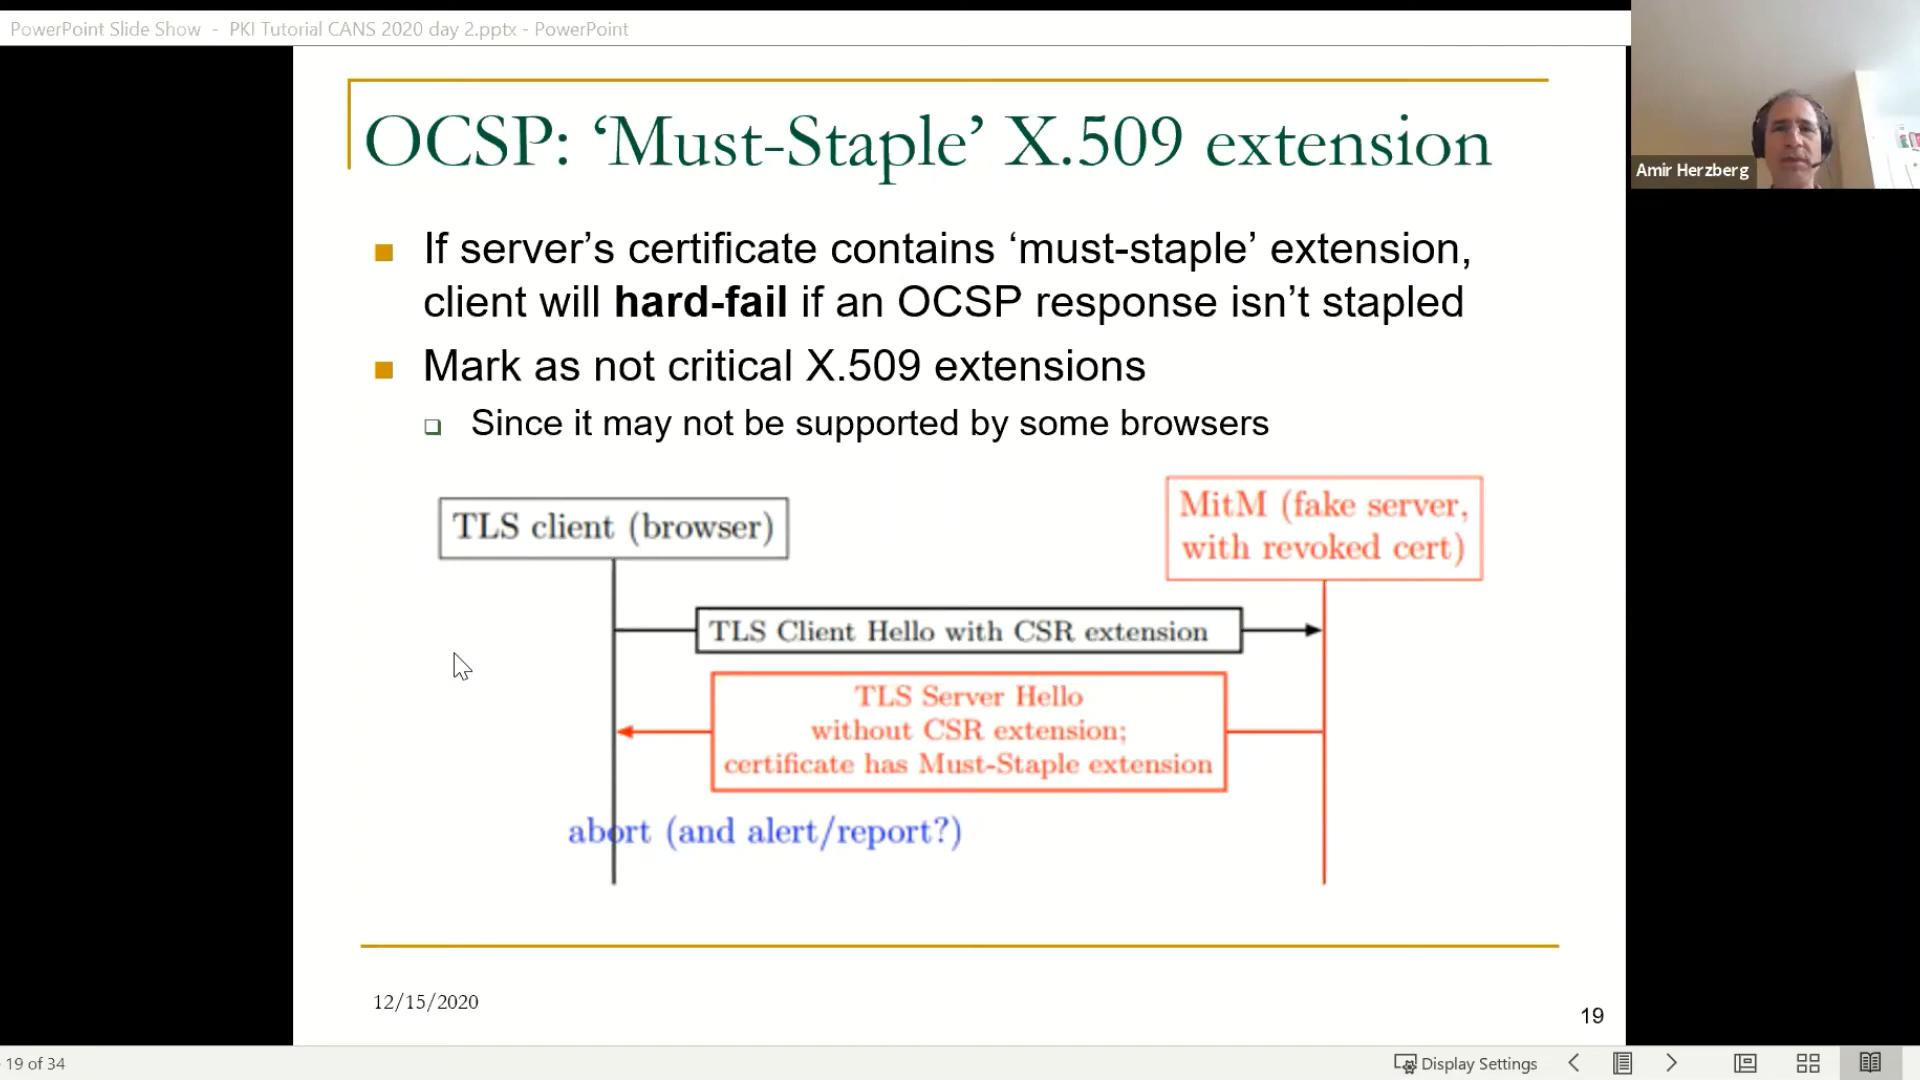 PowerPoint Slide Show - PKI Tutorial CANS 2020 day 2.pptx - PowerPoint
Amir Herzberg
OCSP: ‘Must-Staple’ X.509 extension
If server’s certificate contains ‘must-staple’ extension,
client will hard-fail if an OCSP response isn’t stapled
Mark as not critical X.509 extensions
Since it may not be supported by some browsers
TLS client (browser)
MitM (fake server,
with revoked cert)
TLS Client Hello with CSR extension
TLS Server Hello
without CSR extension;
certificate has Must-Staple extension
abort (and alert/report?)
12/15/2020
19
19 of 34
Display Settings